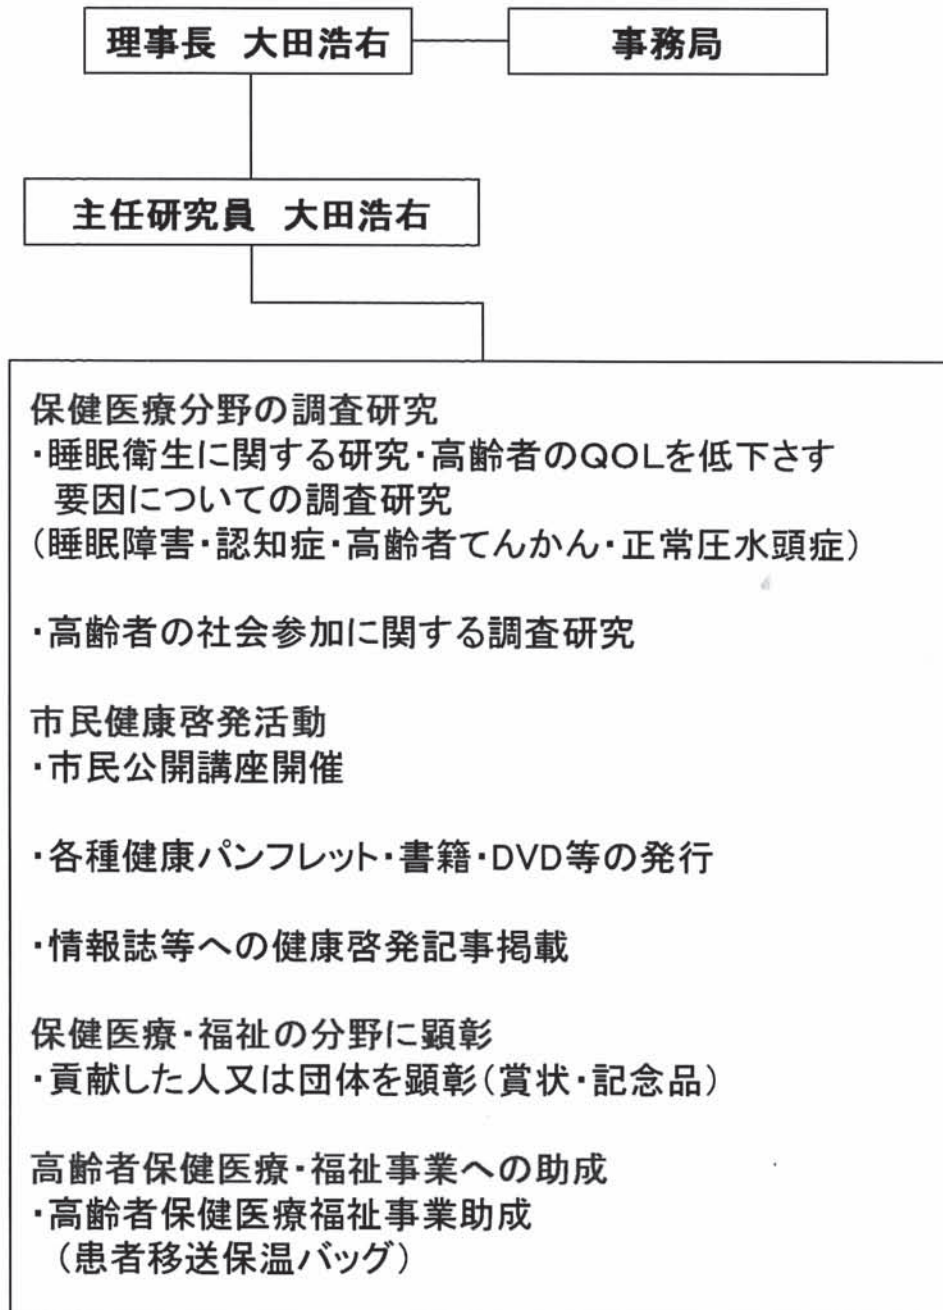 理事長 大田浩右
事務局
主任研究員 大田浩右
保健医療分野の調査研究
・睡眠衛生に関する研究・高齢者のQOLを低下さす
要因についての調査研究
(睡眠障害・認知症・高齢者てんかん・正常圧水頭症)
・高齢者の社会参加に関する調査研究
市民健康啓発活動
・市民公開講座開催
・各種健康パンフレット・書籍・DVD等の発行
・情報誌等への健康啓発記事掲載
保健医療・福祉の分野に顕彰
・貢献した人又は団体を顕彰(賞状・記念品)
高齢者保健医療・福祉事業への助成
・高齢者保健医療福祉事業助成
(患者移送保温バッグ)